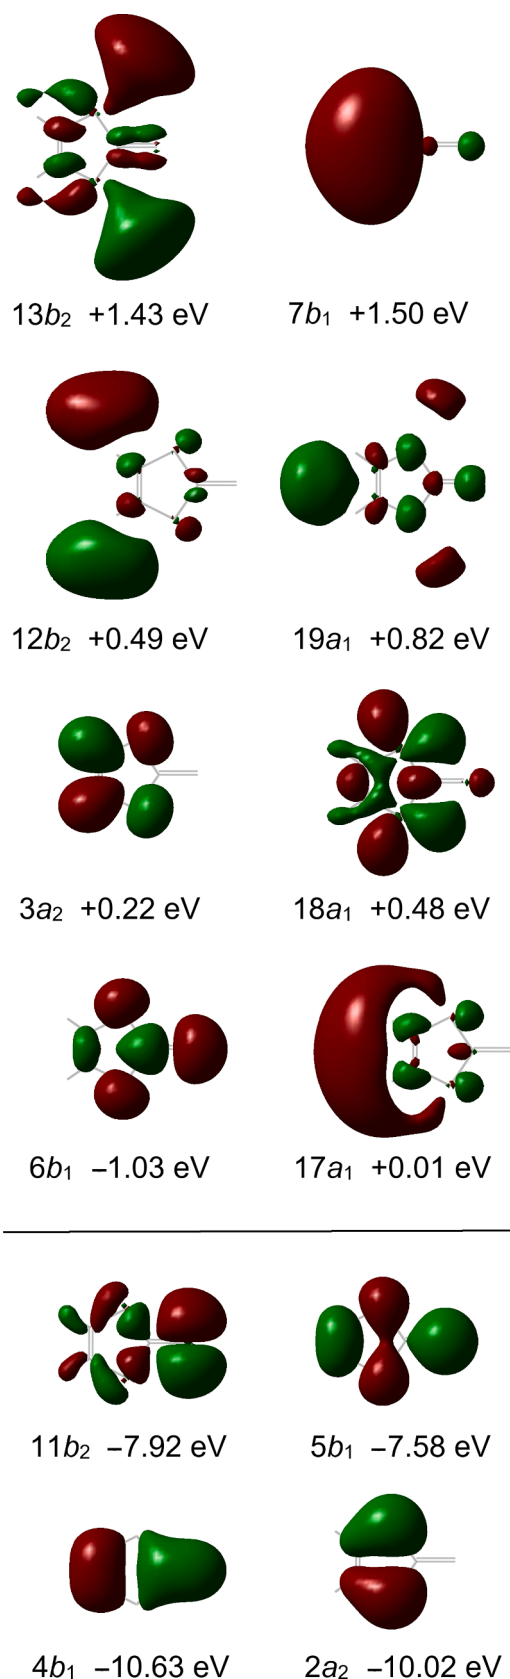 13b₂ +1.43 eV 7b₁ +1.50 eV
12b₂ +0.49 eV 19a₁ +0.82 eV
3a₂ +0.22 eV 18a₁ +0.48 eV
6b₁ −1.03 eV 17a₁ +0.01 eV
11b₂ −7.92 eV 5b₁ −7.58 eV
4b₁ −10.63 eV 2a₂ −10.02 eV